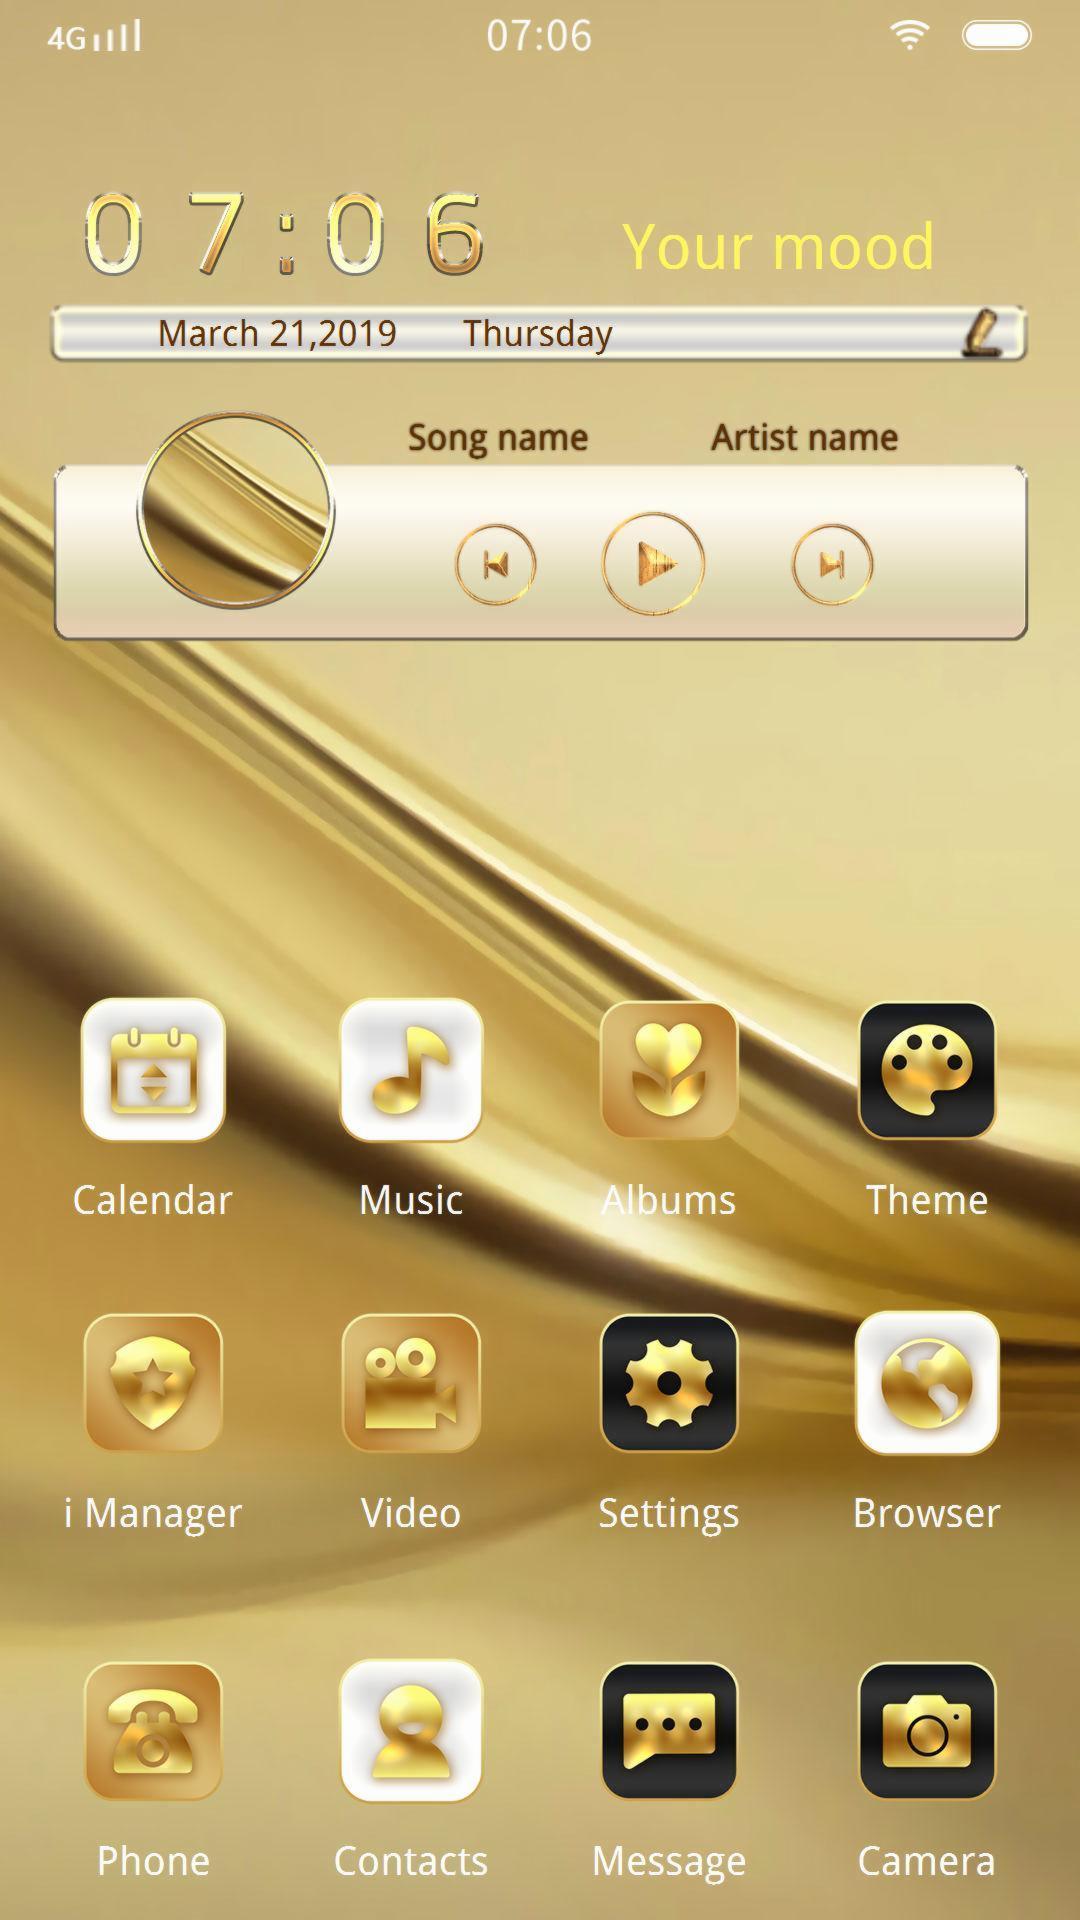 4G 07:06
07:06 Your mood
March 21,2019 Thursday
Song name Artist name
Calendar Music Albums Theme
i Manager Video Settings Browser
Phone Contacts Message Camera